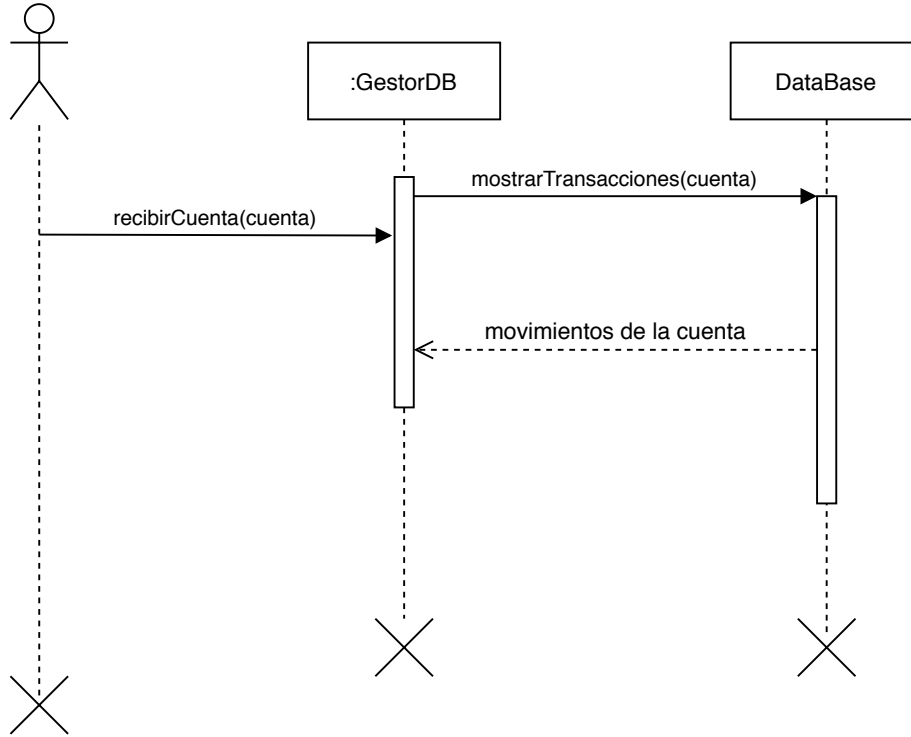 :GestorDB
DataBase
mostrarTransacciones(cuenta)
recibirCuenta(cuenta)
movimientos de la cuenta